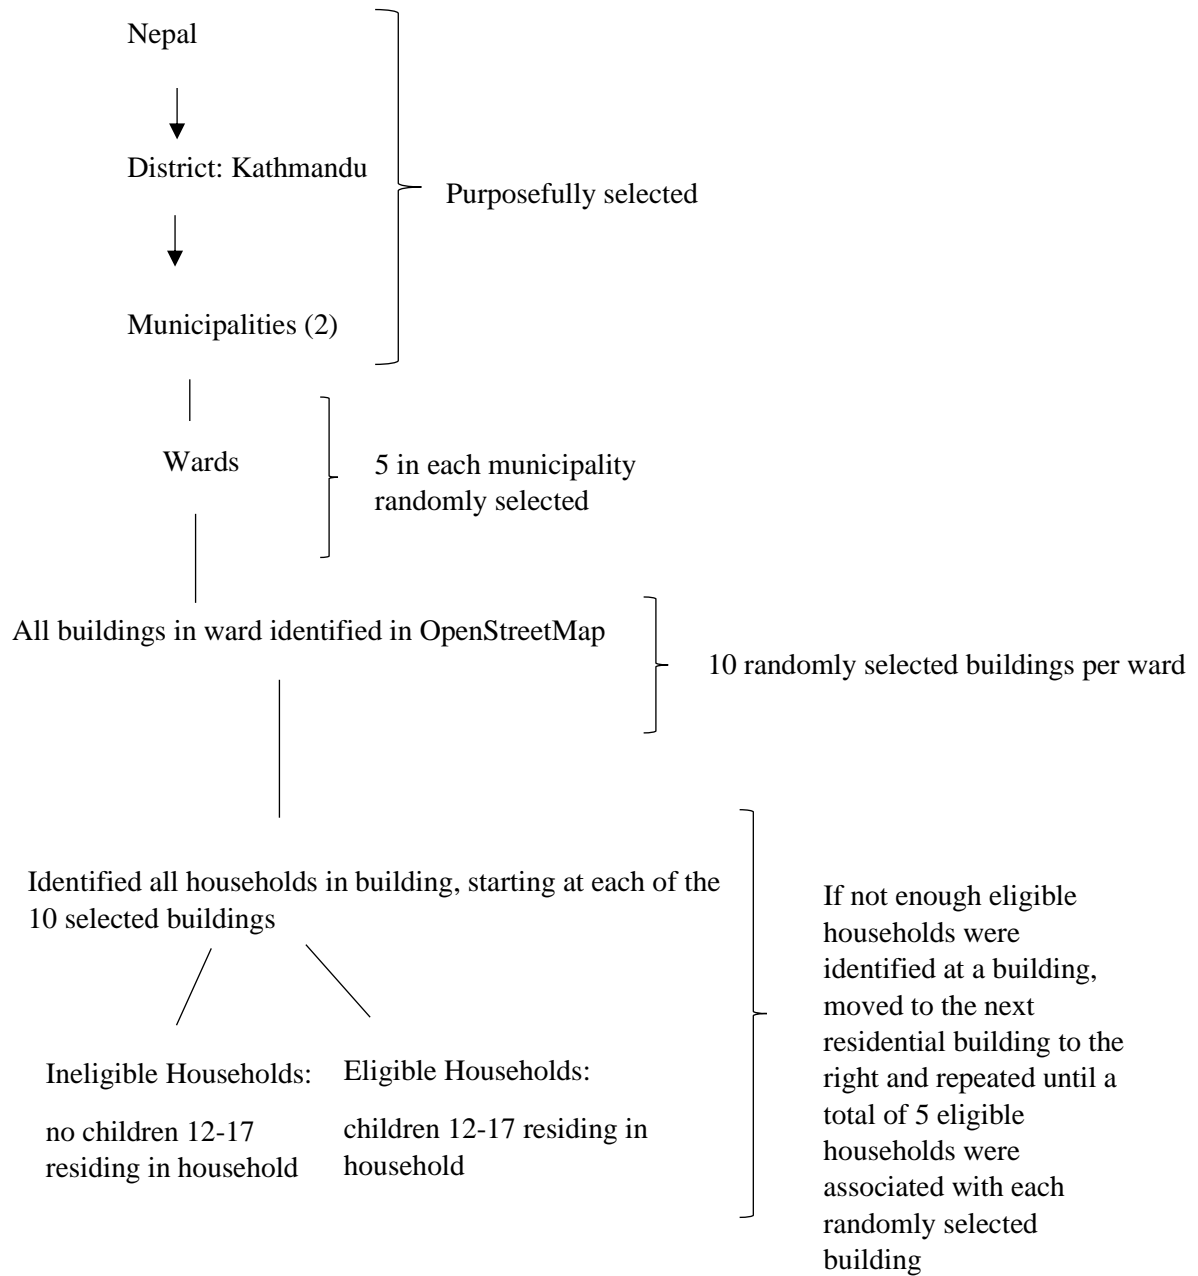 Nepal
District: Kathmandu
Purposefully selected
Municipalities (2)
Wards
5 in each municipality
randomly selected
All buildings in ward identified in OpenStreetMap
10 randomly selected buildings per ward
Identified all households in building, starting at each of the
10 selected buildings
If not enough eligible
households were
identified at a building,
moved to the next
residential building to the
right and repeated until a
total of 5 eligible
households were
associated with each
randomly selected
building
Ineligible Households:
no children 12-17
residing in household
Eligible Households:
children 12-17 residing in
household